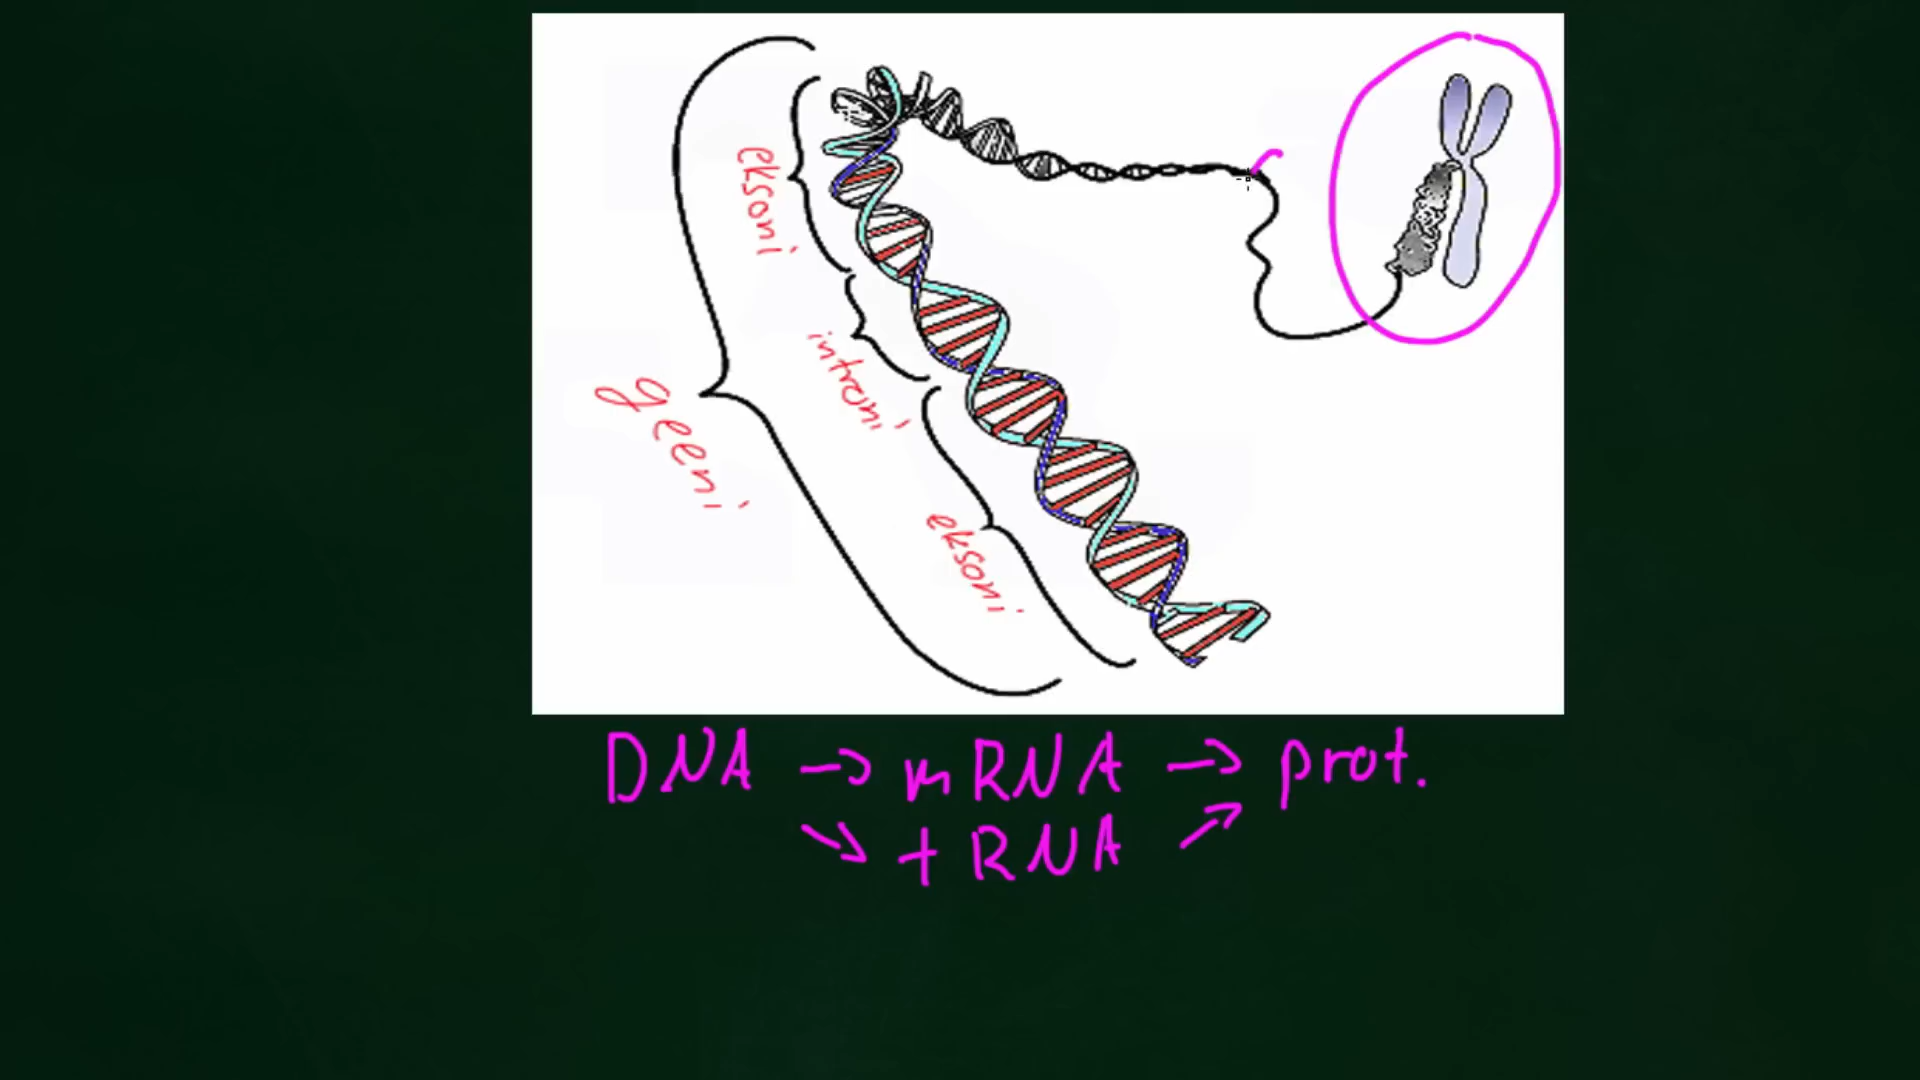 eksoni
introni
geeni
eksoni
DNA → mRNA → prot.
↘ tRNA ↗